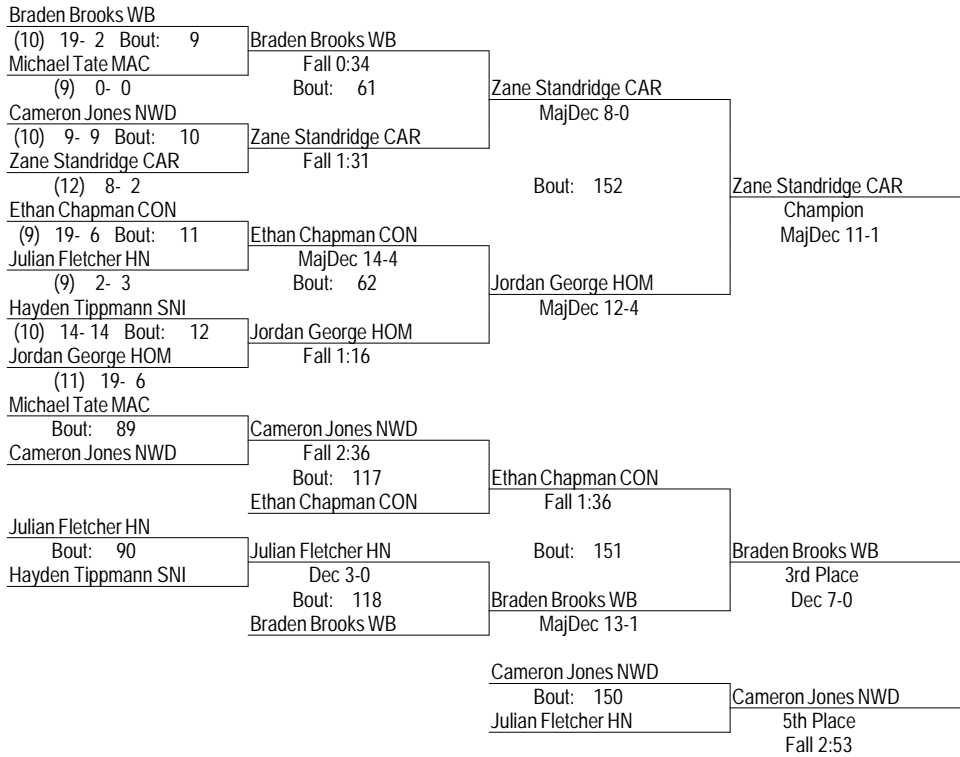 Braden Brooks WB
(10) 19- 2 Bout: 9
Braden Brooks WB
Michael Tate MAC
Fall 0:34
(9) 0- 0
Bout: 61
Zane Standridge CAR
Cameron Jones NWD
MajDec 8-0
(10) 9- 9 Bout: 10
Zane Standridge CAR
Zane Standridge CAR
Fall 1:31
(12) 8- 2
Bout: 152
Zane Standridge CAR
Ethan Chapman CON
Champion
(9) 19- 6 Bout: 11
Ethan Chapman CON
MajDec 11-1
Julian Fletcher HN
MajDec 14-4
(9) 2- 3
Bout: 62
Jordan George HOM
Hayden Tippmann SNI
MajDec 12-4
(10) 14- 14 Bout: 12
Jordan George HOM
Jordan George HOM
Fall 1:16
(11) 19- 6
Michael Tate MAC
Bout: 89
Cameron Jones NWD
Cameron Jones NWD
Fall 2:36
Bout: 117
Ethan Chapman CON
Ethan Chapman CON
Fall 1:36
Julian Fletcher HN
Bout: 90
Julian Fletcher HN
Bout: 151
Braden Brooks WB
Hayden Tippmann SNI
Dec 3-0
3rd Place
Bout: 118
Braden Brooks WB
Dec 7-0
Braden Brooks WB
MajDec 13-1
Cameron Jones NWD
Bout: 150
Cameron Jones NWD
Julian Fletcher HN
5th Place
Fall 2:53